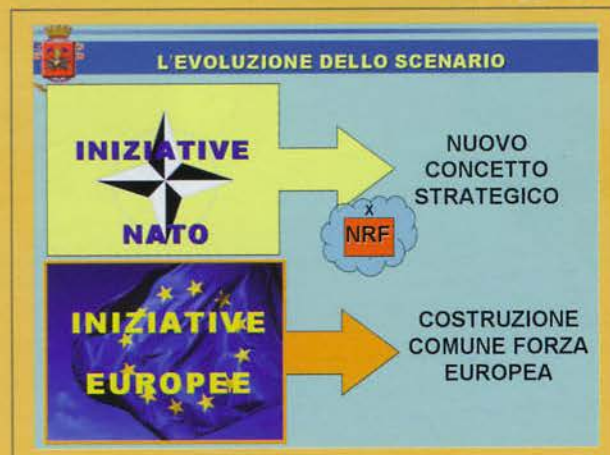 L'EVOLUZIONE DELLO SCENARIO
INIZIATIVE
NATO
NUOVO
CONCETTO
STRATEGICO
X
NRF
INIZIATIVE
EUROPEE
COSTRUZIONE
COMUNE FORZA
EUROPEA